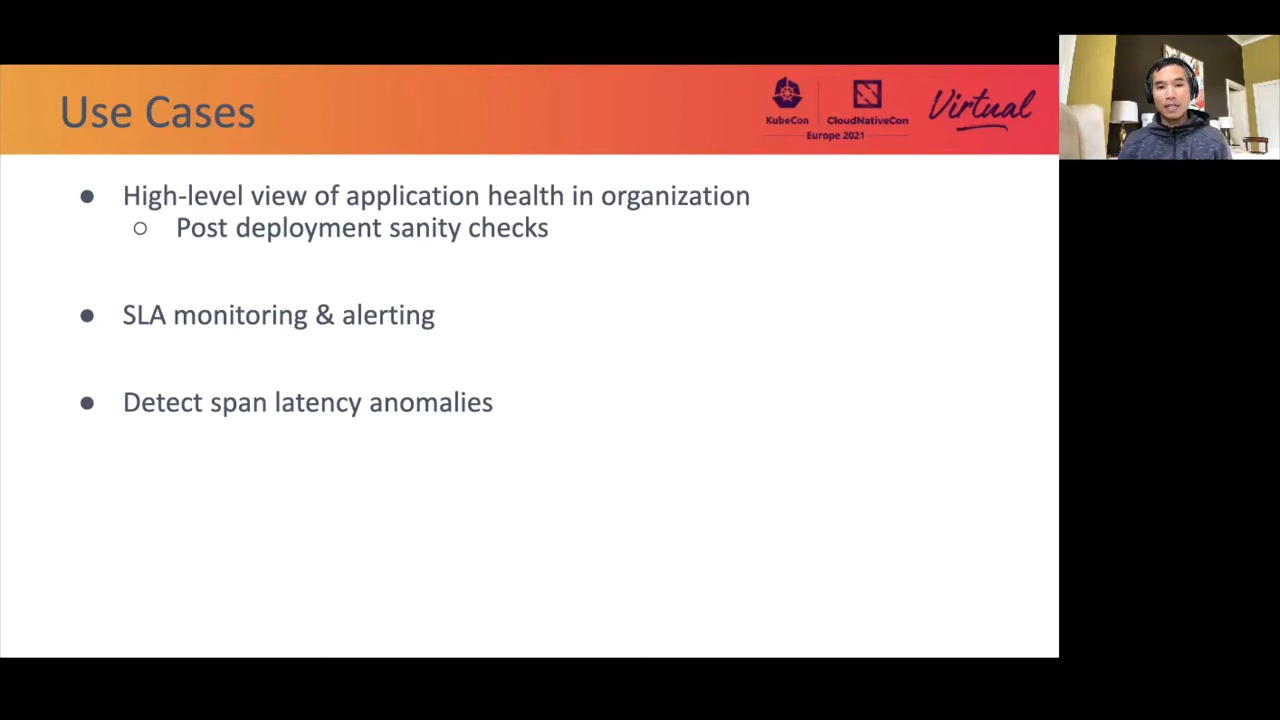 Use Cases
KubeCon
CloudNativeCon
Europe 2021
Virtual
● High-level view of application health in organization
○ Post deployment sanity checks
● SLA monitoring & alerting
● Detect span latency anomalies